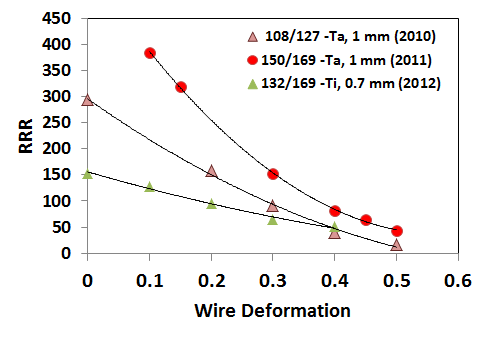 108/127 -Ta, 1 mm (2010)
150/169 -Ta, 1 mm (2011)
132/169 -Ti, 0.7 mm (2012)
RRR
450
400
350
300
250
200
150
100
50
0
0 0.1 0.2 0.3 0.4 0.5 0.6
Wire Deformation